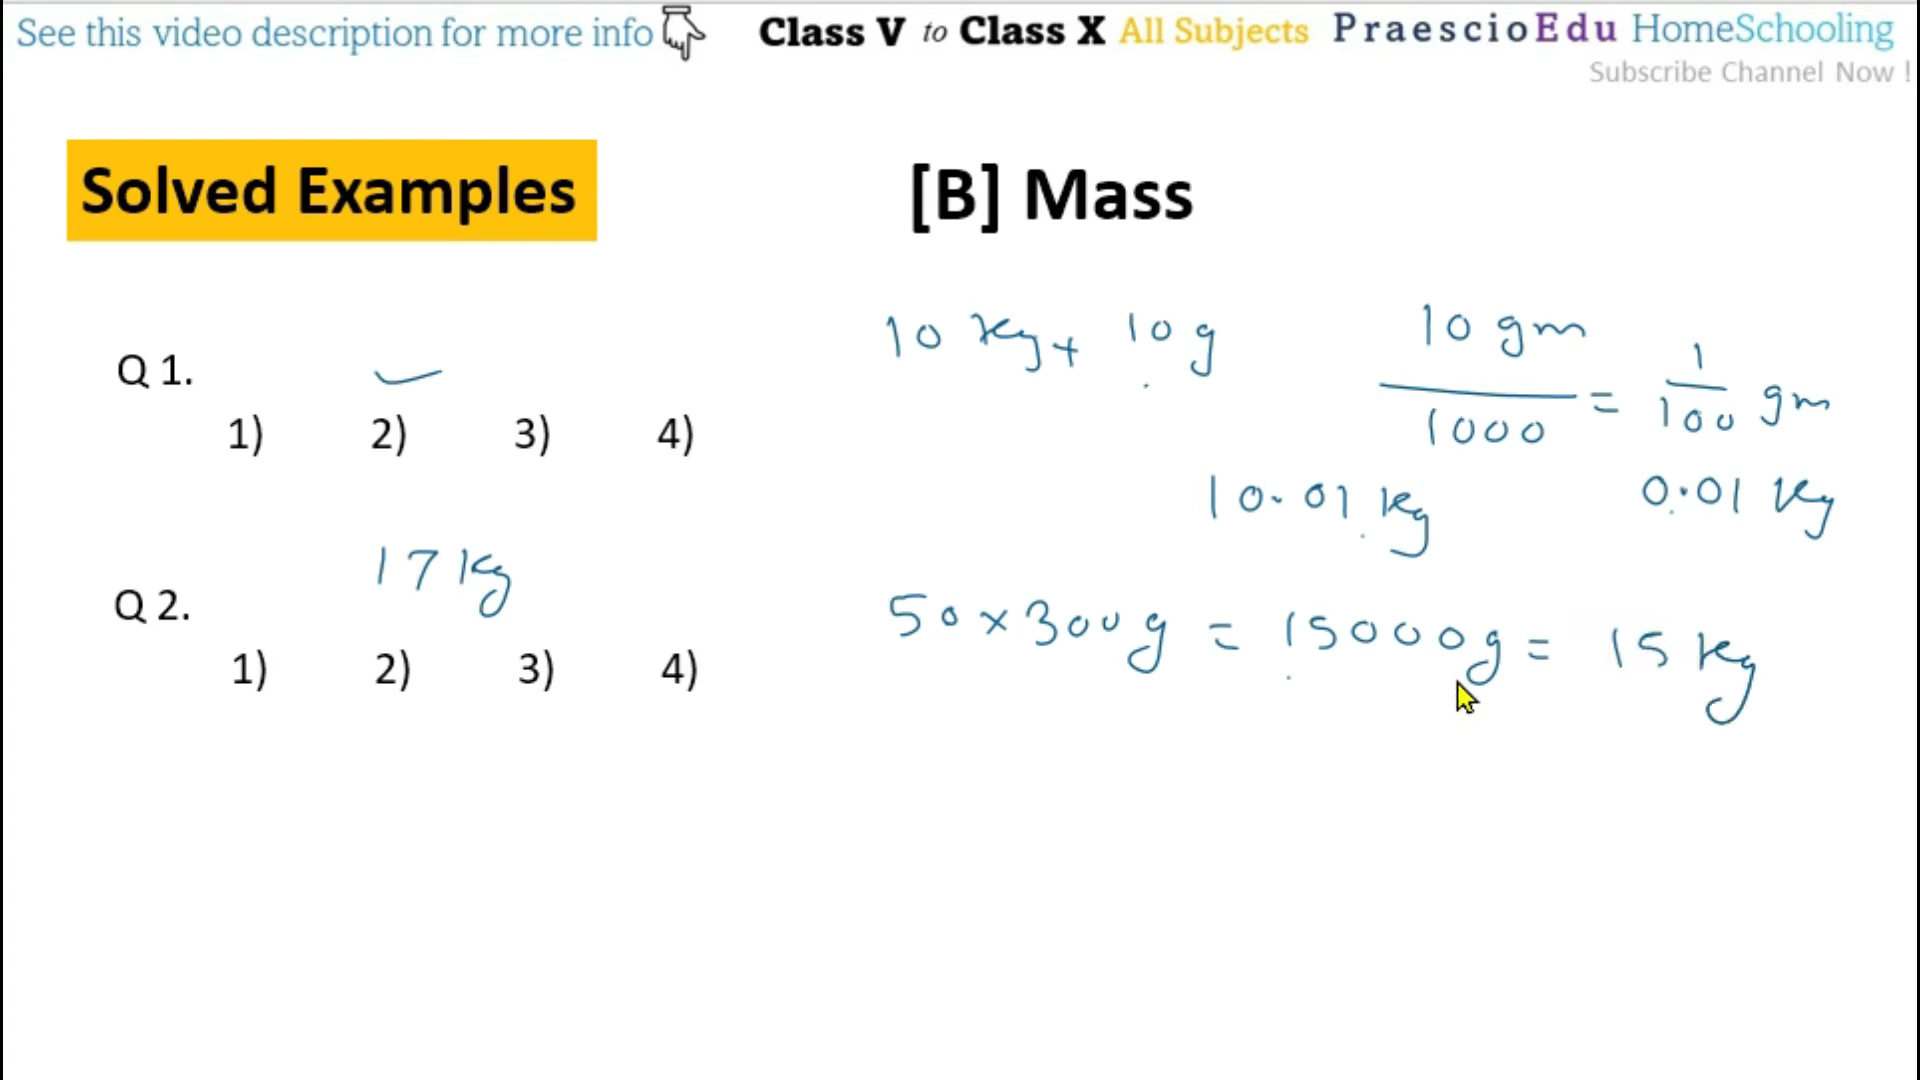 See this video description for more info Class V to Class X All Subjects PraescioEdu HomeSchooling
Subscribe Channel Now !
Solved Examples [B] Mass
10 Kg + 10 g
10 gm / 1000 = 1 / 100 gm
Q 1.
1) 2) 3) 4)
10.01 Kg 0.01 Kg
17 Kg
Q 2.
50 × 300g = 15000g = 15 Kg
1) 2) 3) 4)